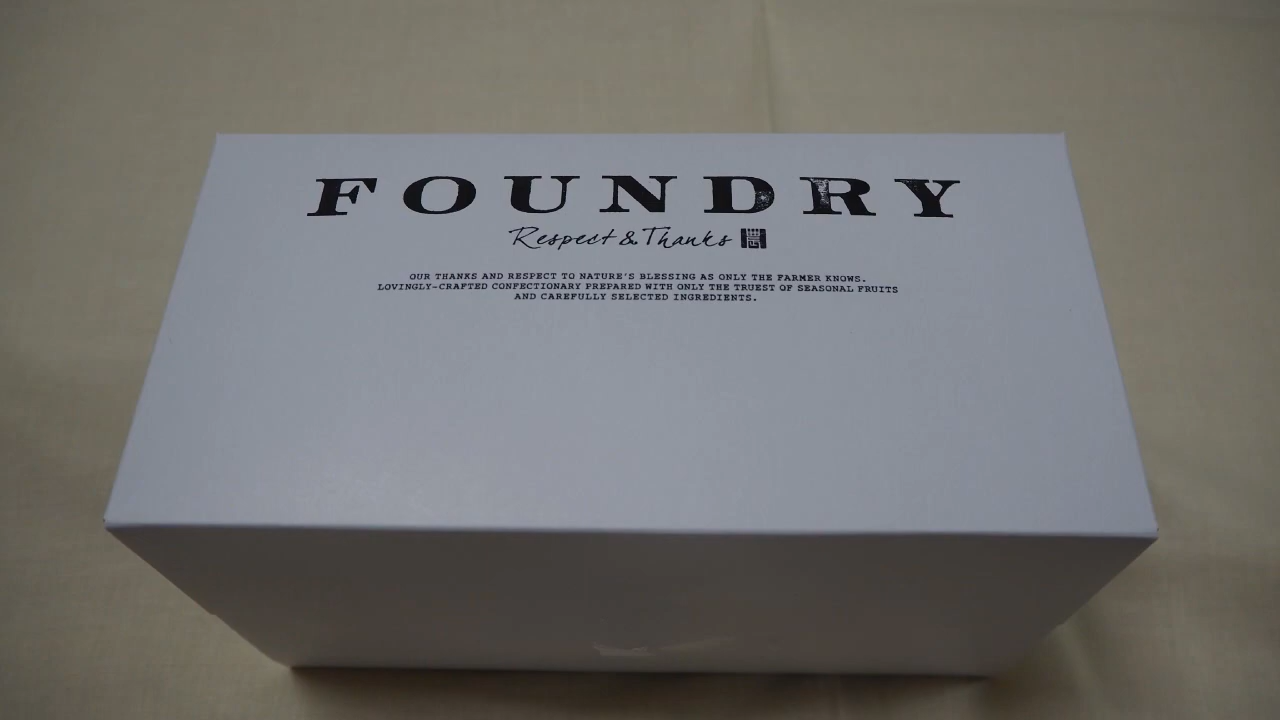 FOUNDRY
Respect & Thanks
OUR THANKS AND RESPECT TO NATURE'S BLESSING AS ONLY THE FARMER KNOWS.
LOVINGLY-CRAFTED CONFECTIONARY PREPARED WITH ONLY THE TRUEST OF SEASONAL FRUITS
AND CAREFULLY SELECTED INGREDIENTS.